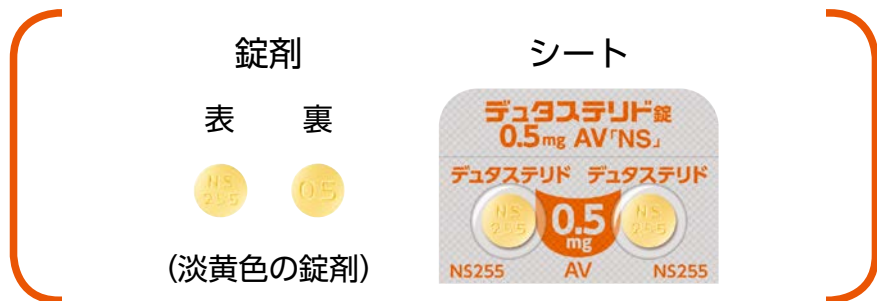 錠剤
表 裏
NS
255
05
(淡黄色の錠剤)
シート
デュタステリド錠
0.5mg AV「NS」
デュタステリド デュタステリド
NS
255
0.5
mg
NS
255
NS255 AV NS255